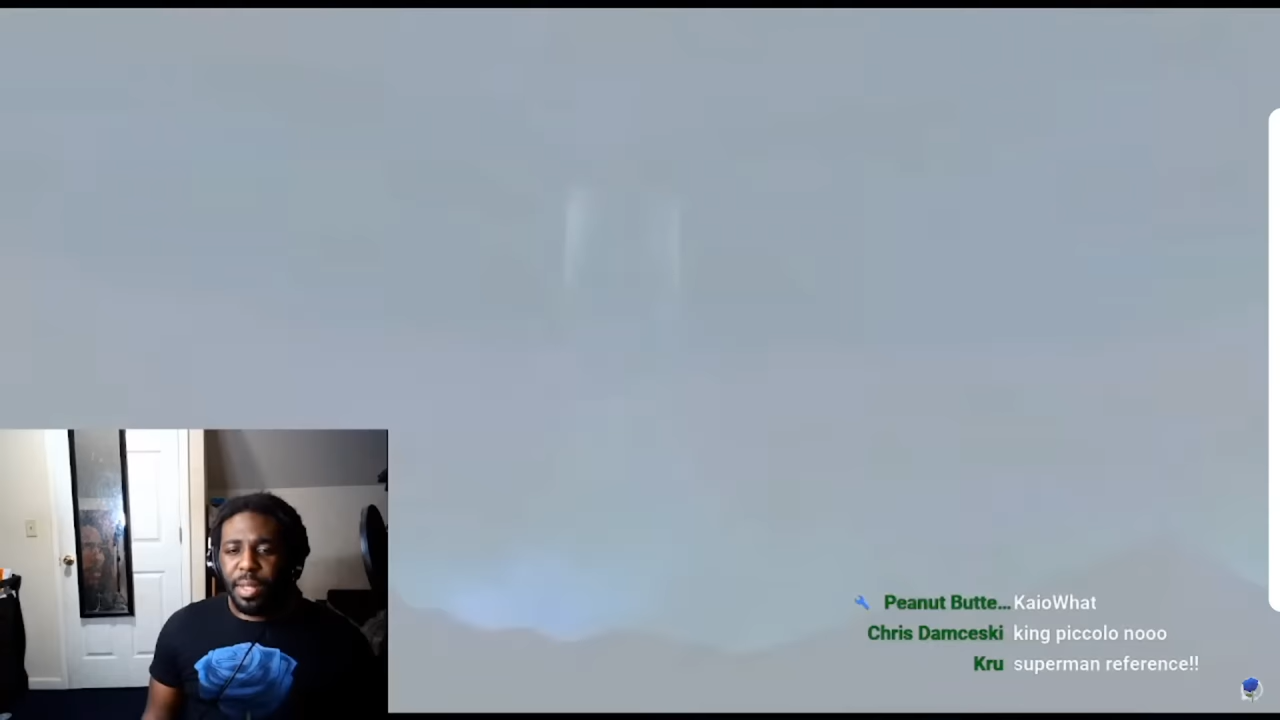 Peanut Butte... KaioWhat
Chris Damceski king piccolo nooo
Kru superman reference!!